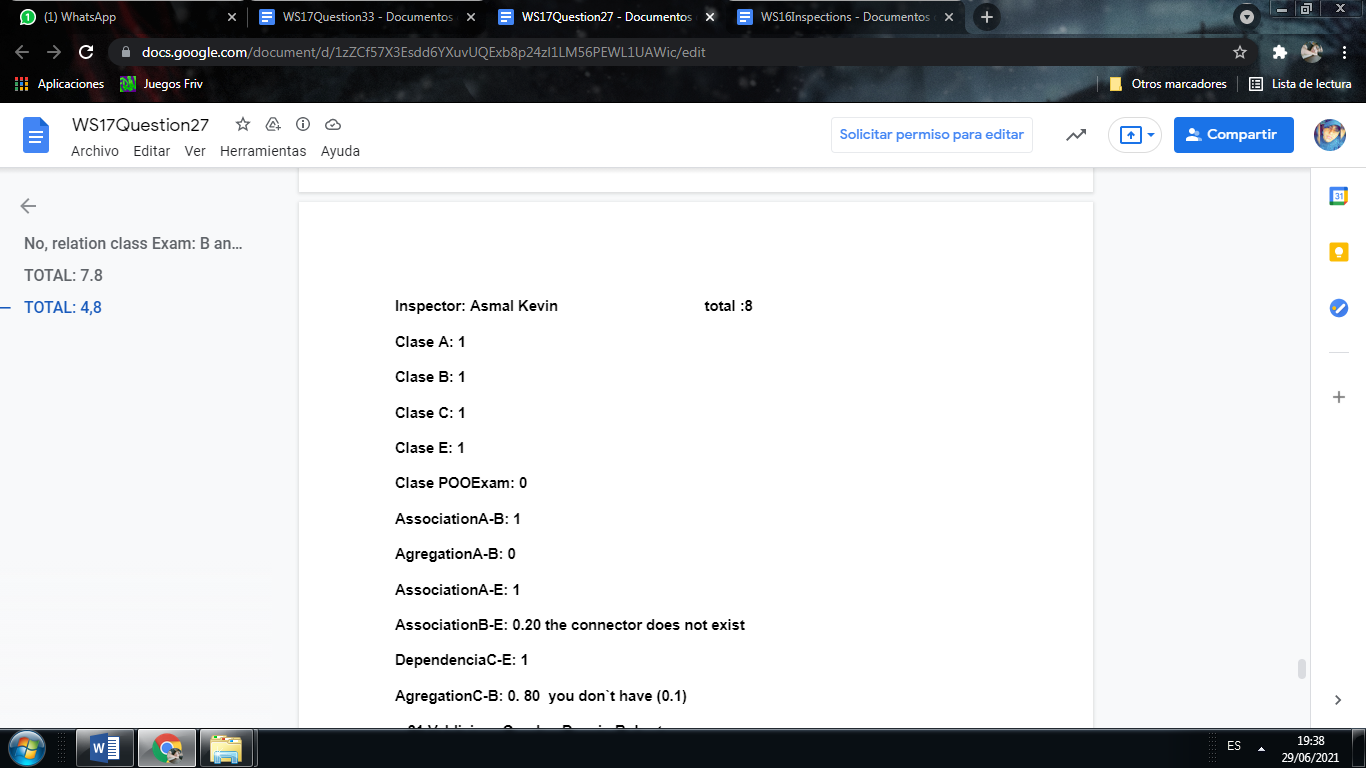 (1) WhatsApp
WS17Question33 - Documentos
WS17Question27 - Documentos
WS16Inspections - Documentos
docs.google.com/document/d/1zZCf57X3Esdd6YXuvUQExb8p24zI1LM56PEWL1UAWic/edit
Aplicaciones
Juegos Friv
Otros marcadores
Lista de lectura
WS17Question27
Archivo Editar Ver Herramientas Ayuda
Solicitar permiso para editar
Compartir
31
No, relation class Exam: B an...
TOTAL: 7.8
TOTAL: 4,8
Inspector: Asmal Kevin total :8
Clase A: 1
Clase B: 1
Clase C: 1
Clase E: 1
Clase POOExam: 0
AssociationA-B: 1
AgregationA-B: 0
AssociationA-E: 1
AssociationB-E: 0.20 the connector does not exist
DependenciaC-E: 1
AgregationC-B: 0. 80 you don`t have (0.1)
ES
19:38
29/06/2021